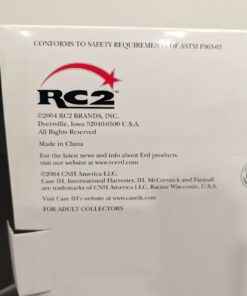 CONFORMS TO SAFETY REQUIREMENTS OF ASTM F963-03
RC2
©2004 RC2 BRANDS, INC.
Dyersville, Iowa 52040-0500 U.S.A.
All Rights Reserved
Made in China
For the latest news and info about Ertl products
visit our website at www.rcertl.com
©2004 CNH America LLC.
Case IH, International Harvester, IH, McCormick and Farmall
are trademarks of CNH America LLC, Racine Wisconsin, U.S.A.
Visit Case IH's website at www.caseih.com
FOR ADULT COLLECTORS